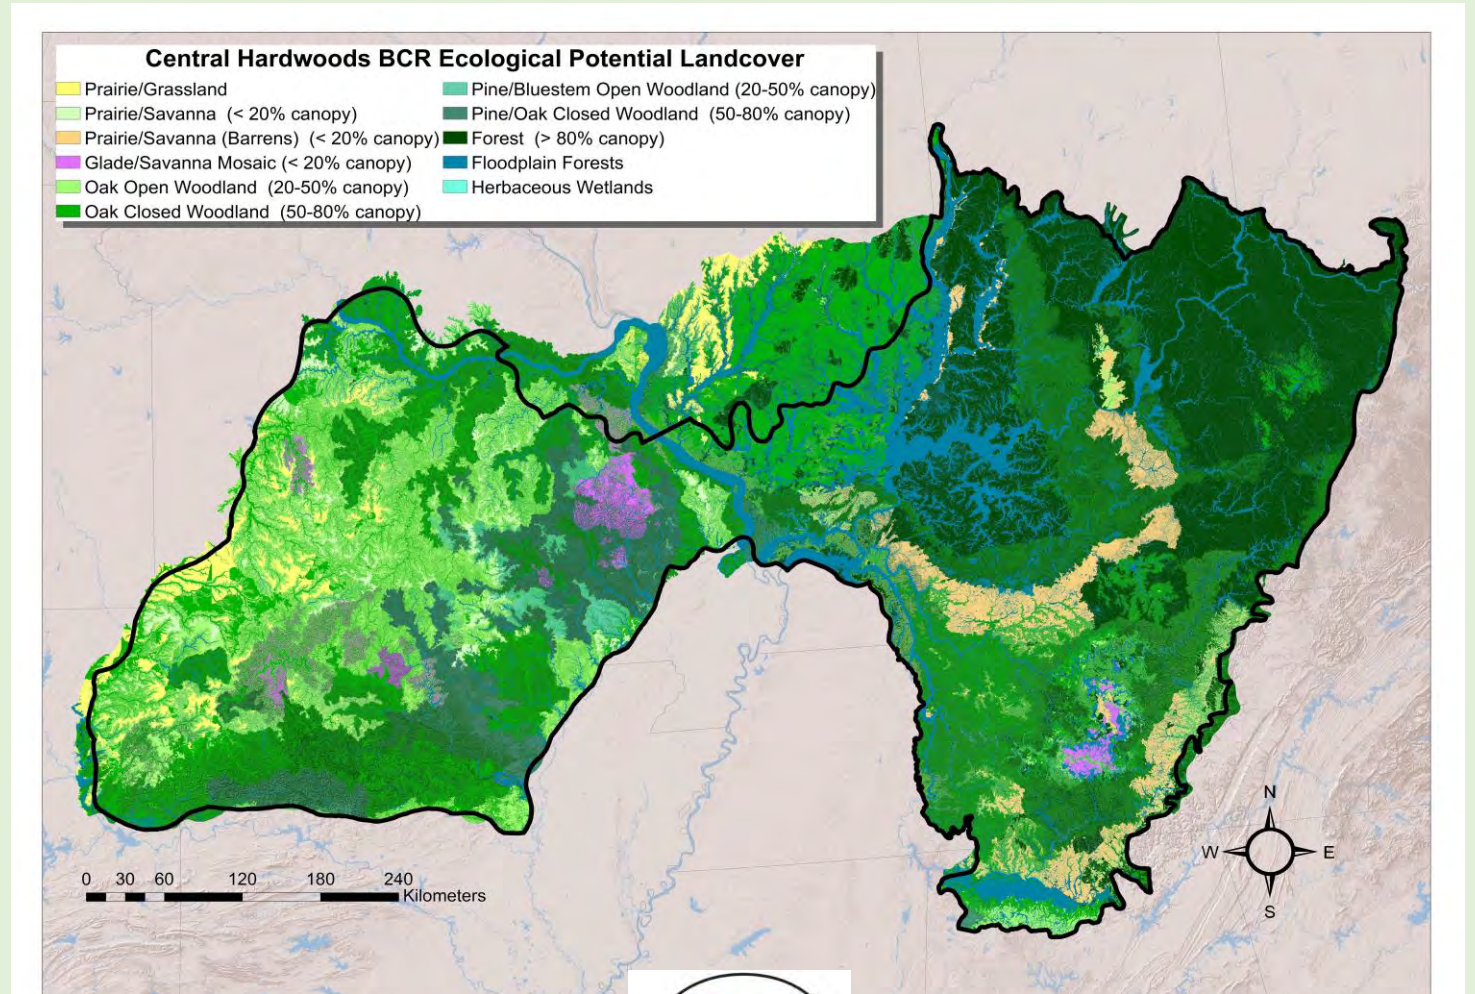 Central Hardwoods BCR Ecological Potential Landcover
Prairie/Grassland
Prairie/Savanna (< 20% canopy)
Prairie/Savanna (Barrens) (< 20% canopy)
Glade/Savanna Mosaic (< 20% canopy)
Oak Open Woodland (20-50% canopy)
Oak Closed Woodland (50-80% canopy)
Pine/Bluestem Open Woodland (20-50% canopy)
Pine/Oak Closed Woodland (50-80% canopy)
Forest (> 80% canopy)
Floodplain Forests
Herbaceous Wetlands
N
W E
S
0 30 60 120 180 240
Kilometers